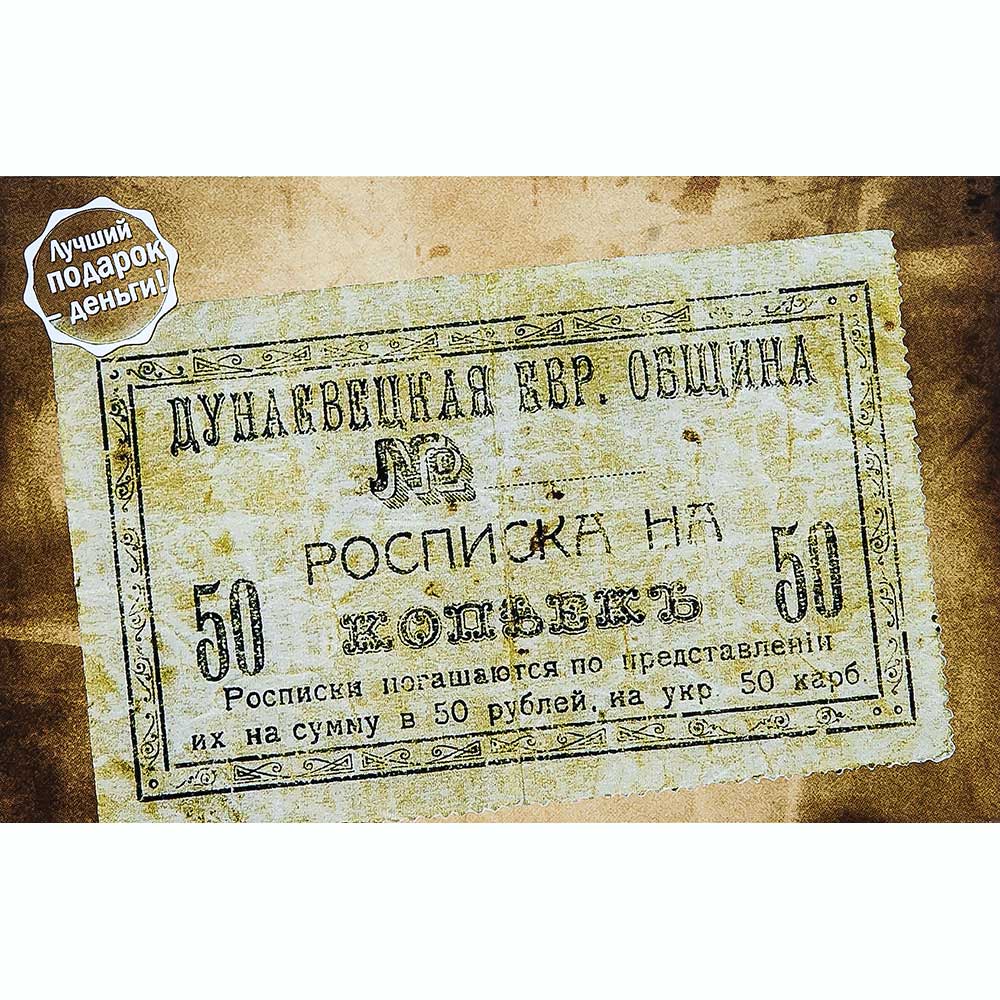 Лучший
подарок
– деньги!
ДУНАЕВЕЦКАЯ ЕВР. ОБЩИНА
№
РОСПИСКА НА
50 КОПѢЕКЪ 50
Росписки погашаются по представленіи
их на сумму в 50 рублей, на укр. 50 карб.